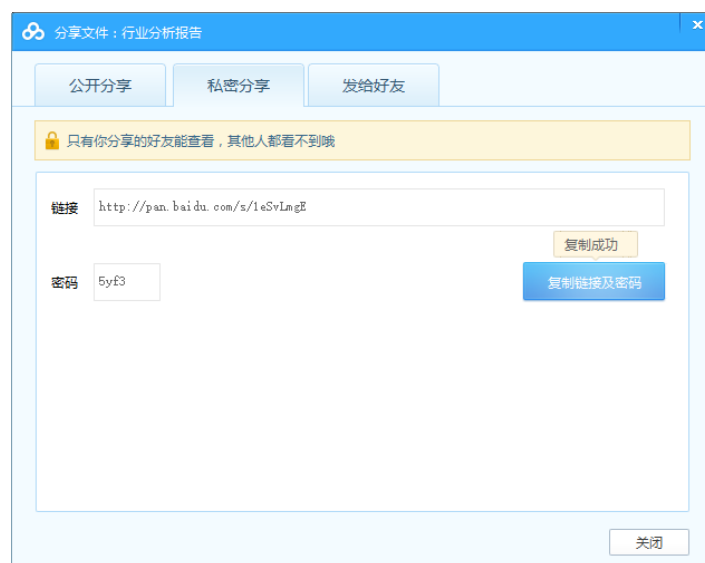 分享文件：行业分析报告
公开分享 私密分享 发给好友
只有你分享的好友能查看，其他人都看不到哦
链接 http://pan.baidu.com/s/1eSvLmgE
复制成功
密码 5yf3 复制链接及密码
关闭